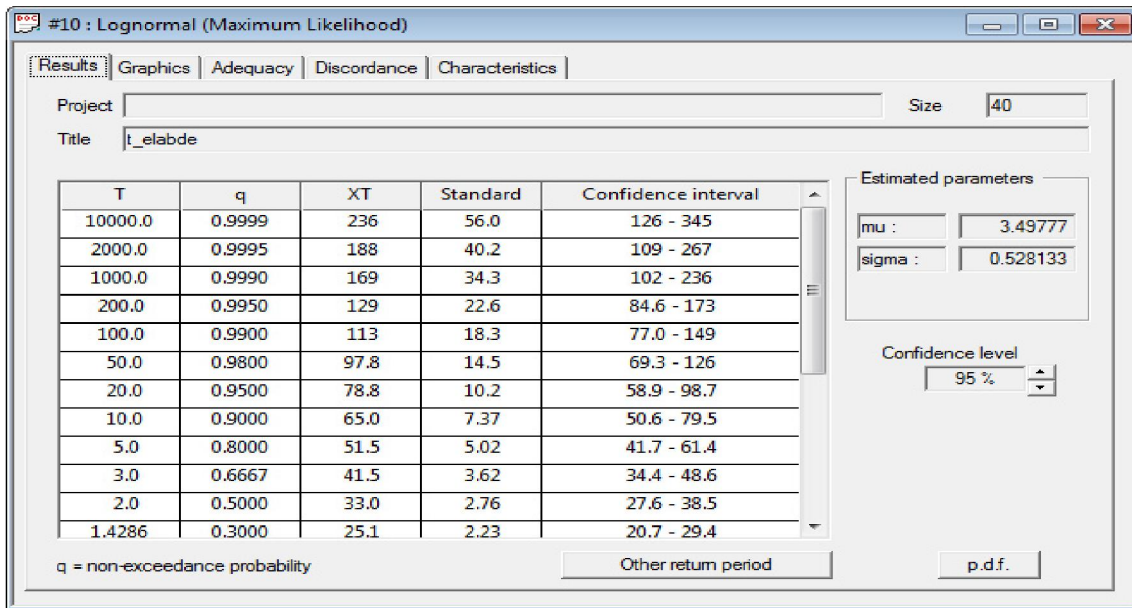 DOC #10 : Lognormal (Maximum Likelihood)
Results Graphics Adequacy Discordance Characteristics
Project Size 40
Title t_elabde
T q XT Standard Confidence interval
10000.0 0.9999 236 56.0 126 - 345
2000.0 0.9995 188 40.2 109 - 267
1000.0 0.9990 169 34.3 102 - 236
200.0 0.9950 129 22.6 84.6 - 173
100.0 0.9900 113 18.3 77.0 - 149
50.0 0.9800 97.8 14.5 69.3 - 126
20.0 0.9500 78.8 10.2 58.9 - 98.7
10.0 0.9000 65.0 7.37 50.6 - 79.5
5.0 0.8000 51.5 5.02 41.7 - 61.4
3.0 0.6667 41.5 3.62 34.4 - 48.6
2.0 0.5000 33.0 2.76 27.6 - 38.5
1.4286 0.3000 25.1 2.23 20.7 - 29.4
Estimated parameters
mu : 3.49777
sigma : 0.528133
Confidence level
95 %
q = non-exceedance probability
Other return period
p.d.f.